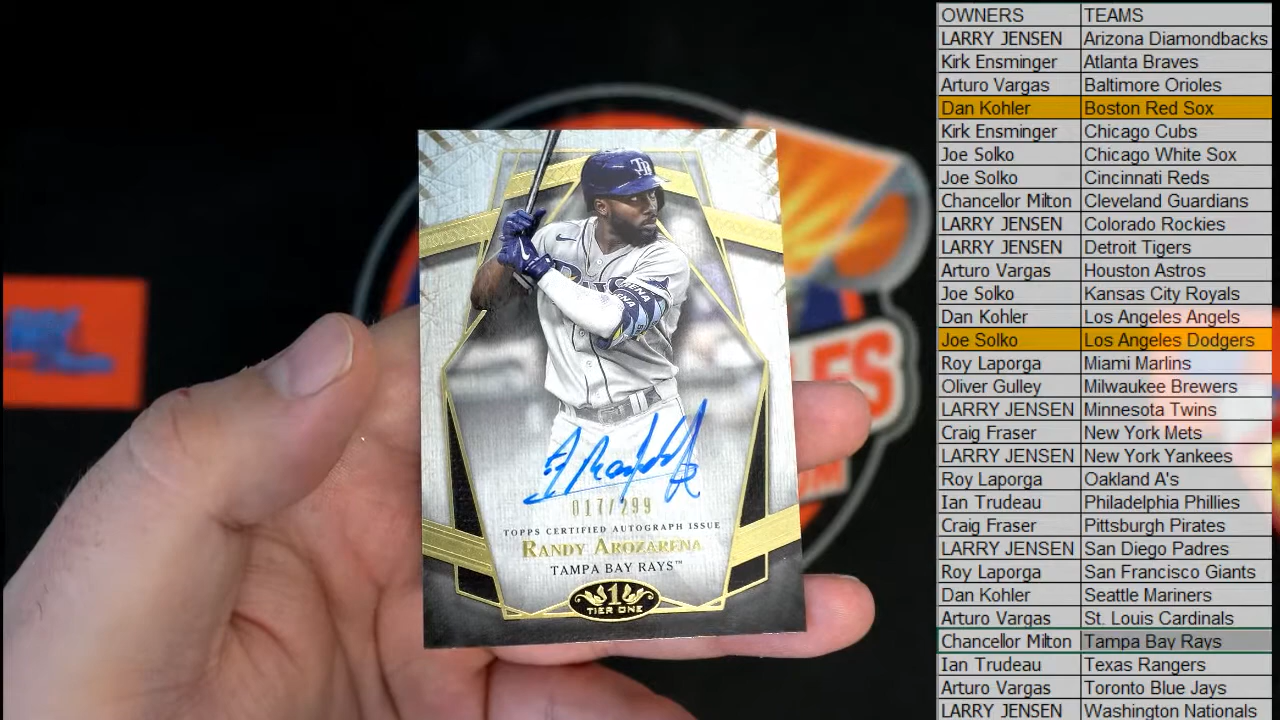 OWNERS TEAMS
LARRY JENSEN Arizona Diamondbacks
Kirk Ensminger Atlanta Braves
Arturo Vargas Baltimore Orioles
Dan Kohler Boston Red Sox
Kirk Ensminger Chicago Cubs
Joe Solko Chicago White Sox
Joe Solko Cincinnati Reds
Chancellor Milton Cleveland Guardians
LARRY JENSEN Colorado Rockies
LARRY JENSEN Detroit Tigers
Arturo Vargas Houston Astros
Joe Solko Kansas City Royals
Dan Kohler Los Angeles Angels
Joe Solko Los Angeles Dodgers
Roy Laporga Miami Marlins
Oliver Gulley Milwaukee Brewers
LARRY JENSEN Minnesota Twins
Craig Fraser New York Mets
LARRY JENSEN New York Yankees
Roy Laporga Oakland A's
Ian Trudeau Philadelphia Phillies
Craig Fraser Pittsburgh Pirates
LARRY JENSEN San Diego Padres
Roy Laporga San Francisco Giants
Dan Kohler Seattle Mariners
Arturo Vargas St. Louis Cardinals
Chancellor Milton Tampa Bay Rays
Ian Trudeau Texas Rangers
Arturo Vargas Toronto Blue Jays
LARRY JENSEN Washington Nationals
TB
017/299
TOPPS CERTIFIED AUTOGRAPH ISSUE
RANDY AROZARENA
TAMPA BAY RAYS™
1
TIER ONE